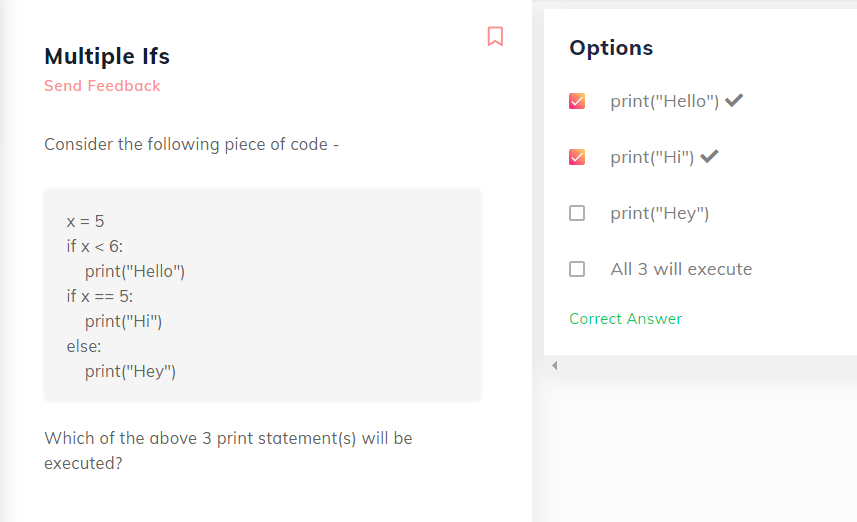 Multiple Ifs
Send Feedback
Consider the following piece of code -
x = 5
if x < 6:
    print("Hello")
if x == 5:
    print("Hi")
else:
    print("Hey")
Which of the above 3 print statement(s) will be
executed?
Options
print("Hello")
print("Hi")
print("Hey")
All 3 will execute
Correct Answer